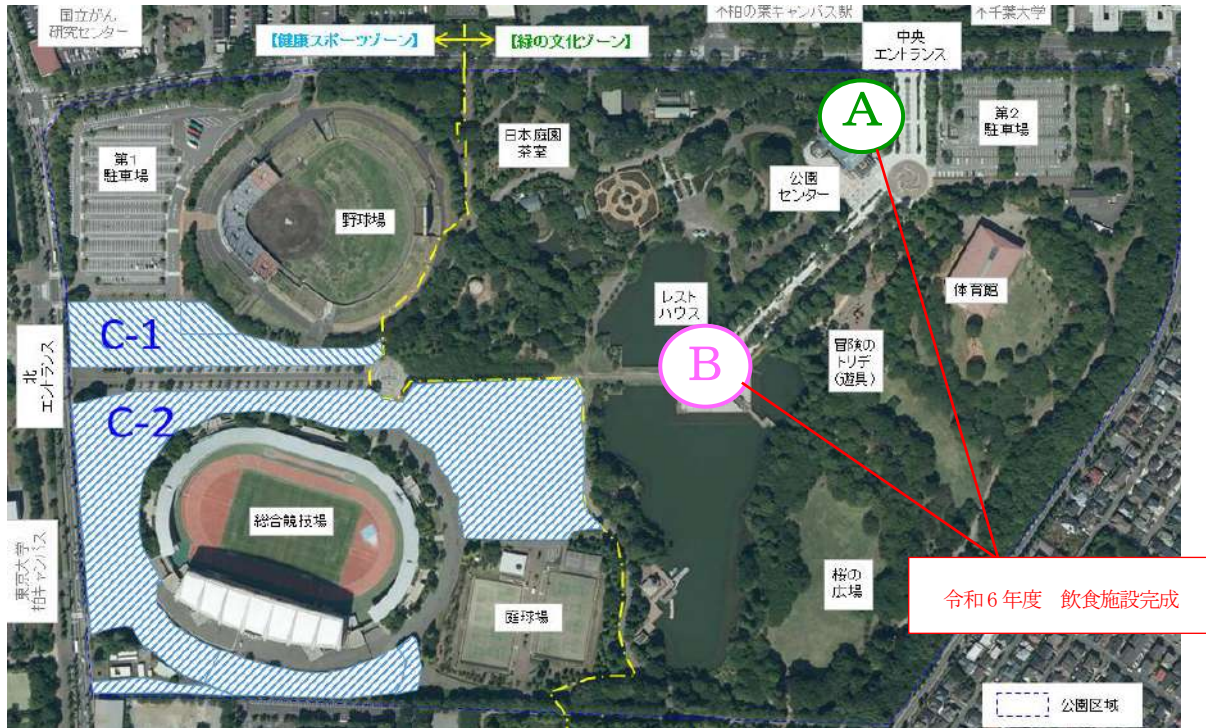 国立がん
研究センター
【健康スポーツゾーン】
【緑の文化ゾーン】
柏の葉キャンパス駅
千葉大学
中央
エントランス
A
第2
駐車場
日本庭園
茶室
第1
駐車場
公園
センター
野球場
体育館
レスト
ハウス
C-1
冒険の
トリデ
(遊具)
B
北
エントランス
C-2
総合競技場
東京大学
柏キャンパス
桜の
広場
庭球場
令和6年度 飲食施設完成
公園区域